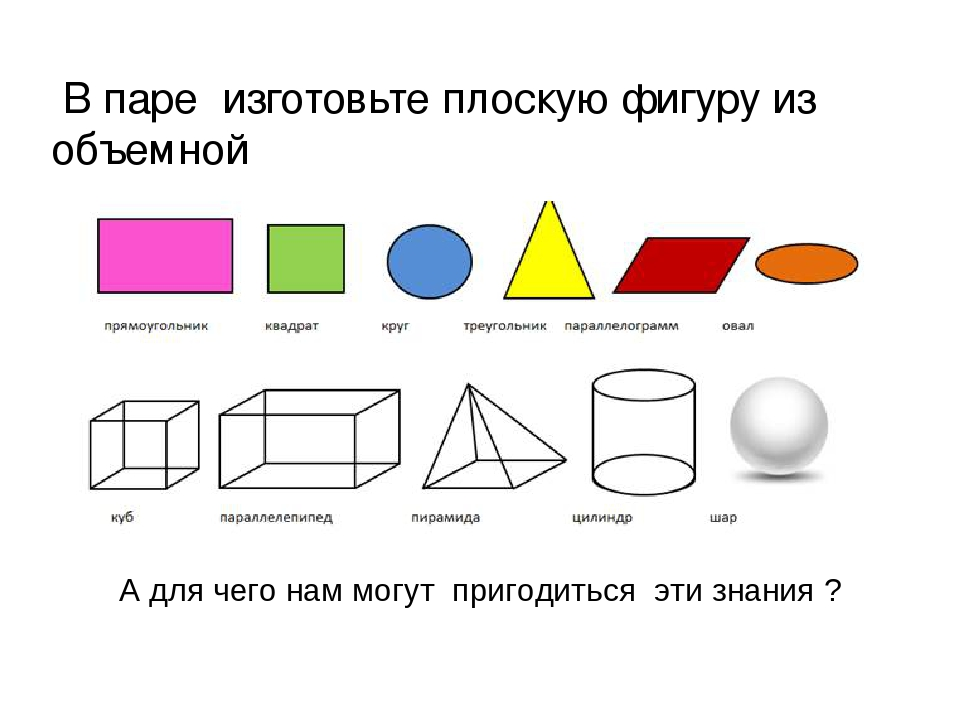 В паре изготовьте плоскую фигуру из
объемной
прямоугольник квадрат круг треугольник параллелограмм овал
куб параллелепипед пирамида цилиндр шар
А для чего нам могут пригодиться эти знания ?